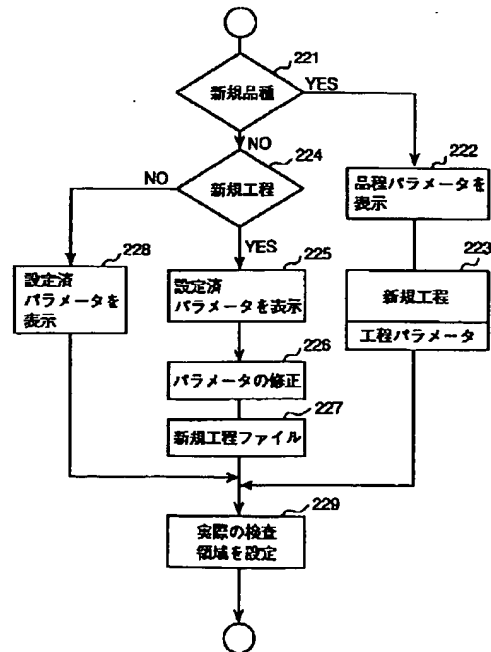 221
新規品種
YES
NO
224
新規工程
NO
YES
222
品程パラメータを
表示
223
新規工程
工程パラメータ
228
設定済
パラメータを
表示
225
設定済
パラメータを表示
226
パラメータの修正
227
新規工程ファイル
229
実際の検査
領域を設定